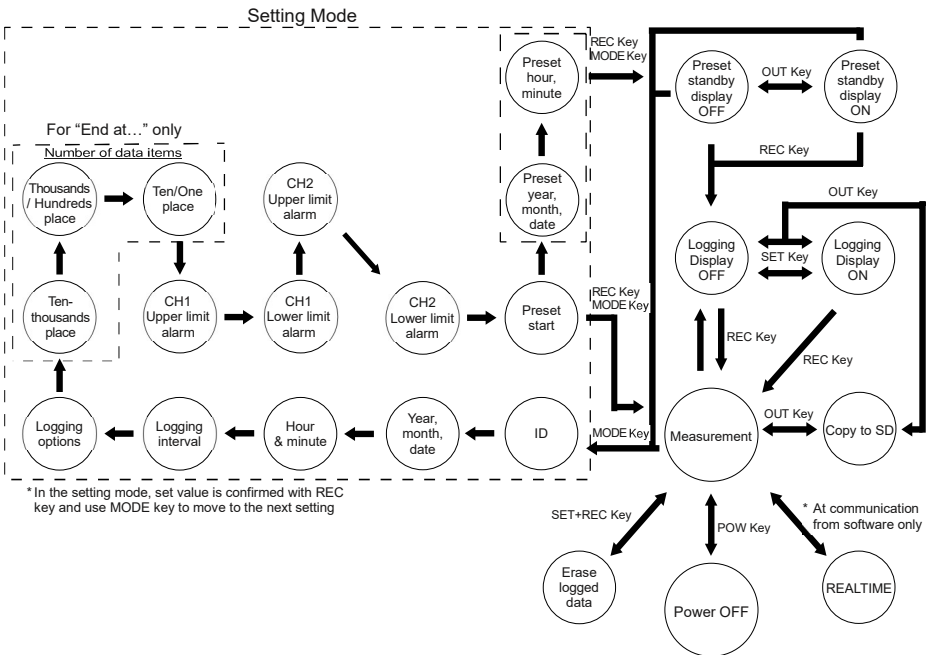 Setting Mode
For “End at…” only
Number of data items
Thousands
/ Hundreds
place
Ten/One
place
CH2
Upper limit
alarm
Preset
hour,
minute
REC Key
MODE Key
Preset
standby
display
OFF
OUT Key
Preset
standby
display
ON
REC Key
Preset
year,
month,
date
OUT Key
Logging
Display
OFF
SET Key
Logging
Display
ON
Ten-
thousands
place
CH1
Upper limit
alarm
CH1
Lower limit
alarm
CH2
Lower limit
alarm
Preset
start
REC Key
MODE Key
REC Key
REC Key
Logging
options
Logging
interval
Hour
& minute
Year,
month,
date
ID
MODE Key
Measurement
OUT Key
Copy to SD
* In the setting mode, set value is confirmed with REC
key and use MODE key to move to the next setting
SET+REC Key
POW Key
* At communication
from software only
Erase
logged
data
Power OFF
REALTIME